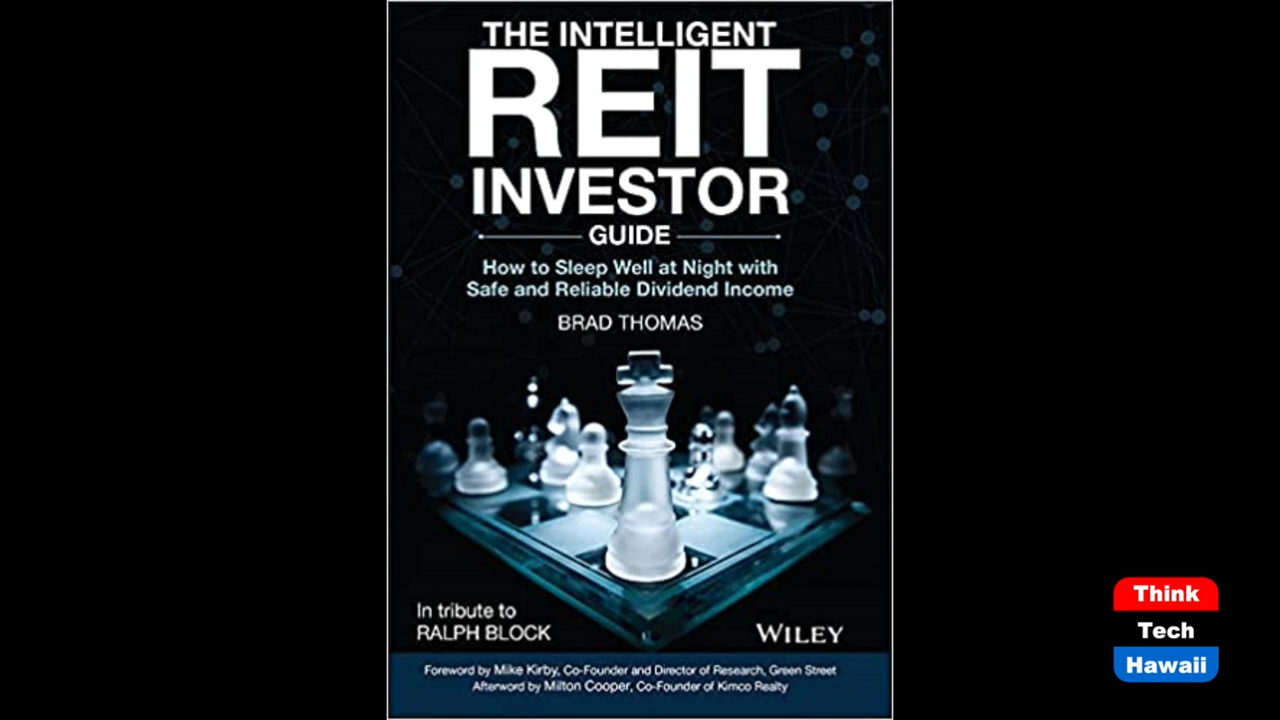 THE INTELLIGENT
REIT
INVESTOR
GUIDE
How to Sleep Well at Night with
Safe and Reliable Dividend Income
BRAD THOMAS
In tribute to
RALPH BLOCK
WILEY
Foreword by Mike Kirby, Co-Founder and Director of Research, Green Street
Afterword by Milton Cooper, Co-Founder of Kimco Realty
Think
Tech
Hawaii